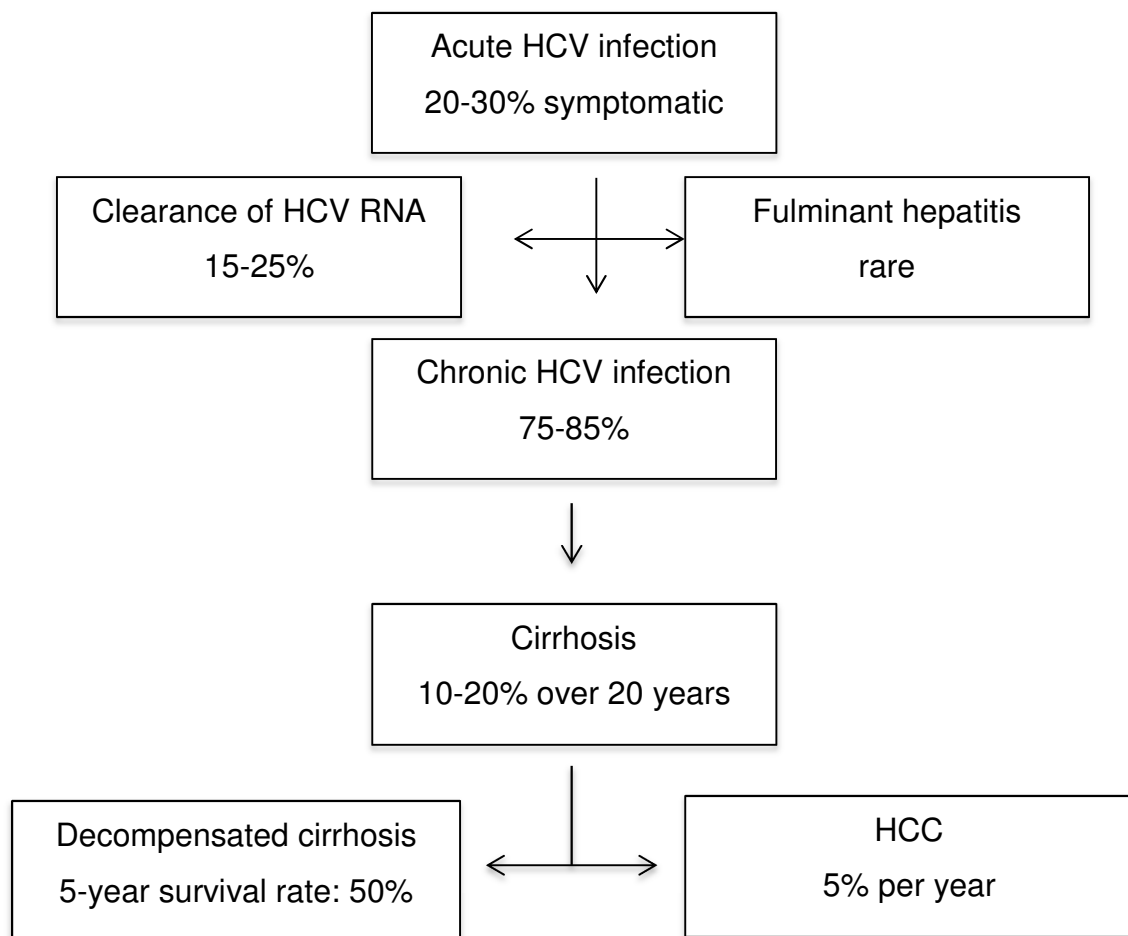 Acute HCV infection
20-30% symptomatic
Clearance of HCV RNA
15-25%
Fulminant hepatitis
rare
Chronic HCV infection
75-85%
Cirrhosis
10-20% over 20 years
Decompensated cirrhosis
5-year survival rate: 50%
HCC
5% per year